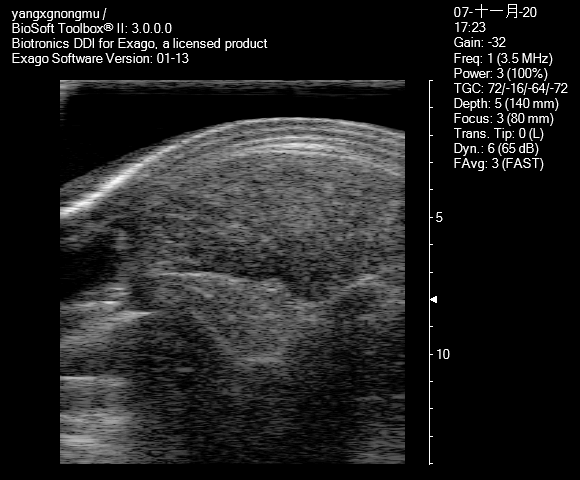 yangxgnongmu /
BioSoft Toolbox® II: 3.0.0.0
Biotronics DDI for Exago, a licensed product
Exago Software Version: 01-13
07-十一月-20
17:23
Gain: -32
Freq: 1 (3.5 MHz)
Power: 3 (100%)
TGC: 72/-16/-64/-72
Depth: 5 (140 mm)
Focus: 3 (80 mm)
Trans. Tip: 0 (L)
Dyn.: 6 (65 dB)
FAvg: 3 (FAST)
5
10